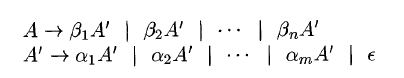 A → β₁A′ | β₂A′ | ⋯ | βₙA′
A′ → α₁A′ | α₂A′ | ⋯ | αₘA′ | ϵ